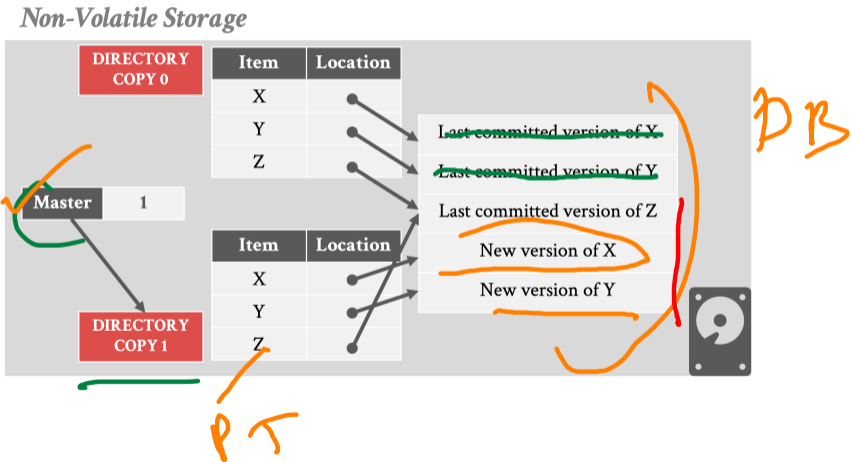 Non-Volatile Storage
DIRECTORY
COPY 0
Item Location
X
Y
Z
Last committed version of X
Last committed version of Y
Last committed version of Z
New version of X
New version of Y
DB
Master 1
Item Location
X
Y
Z
DIRECTORY
COPY 1
PT